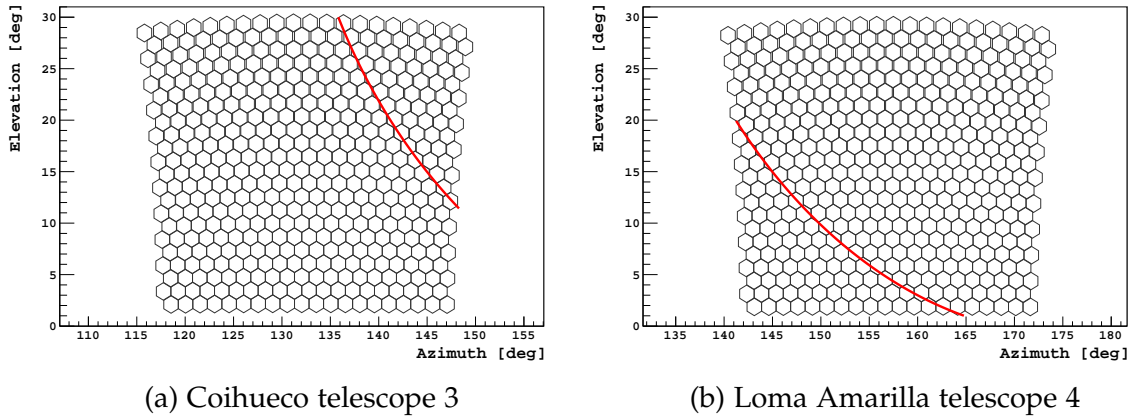 Elevation [deg]
30
25
20
15
10
5
0
110 115 120 125 130 135 140 145 150 155
Azimuth [deg]
(a) Coihueco telescope 3
Elevation [deg]
30
25
20
15
10
5
0
135 140 145 150 155 160 165 170 175 180
Azimuth [deg]
(b) Loma Amarilla telescope 4